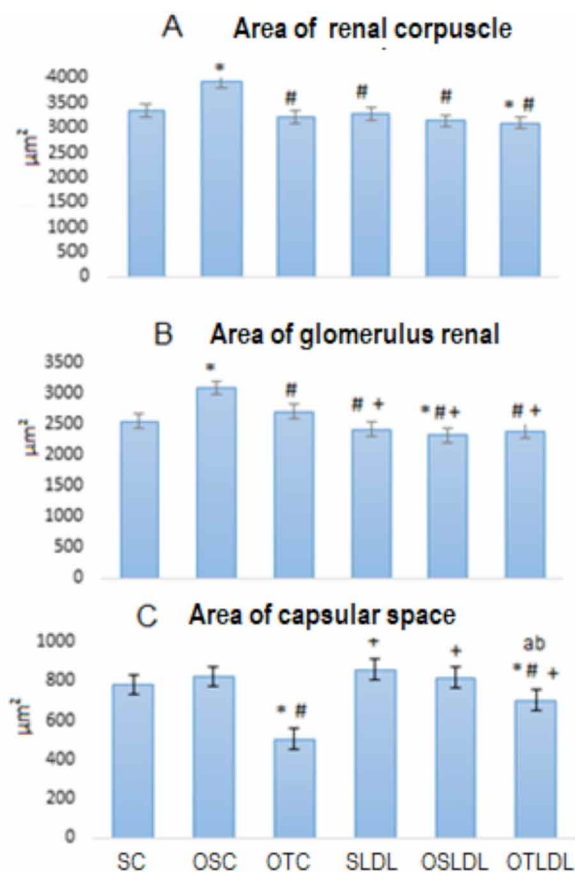 A Area of renal corpuscle
4000
3500
3000
2500
2000
1500
1000
500
0
µm²
* # # # * #
B Area of glomerulus renal
3500
3000
2500
2000
1500
1000
500
0
µm²
* # # + *#+ # +
C Area of capsular space
1000
800
600
400
200
0
µm²
* # + + ab
*# +
SC OSC OTC SLDL OSLDL OTLDL